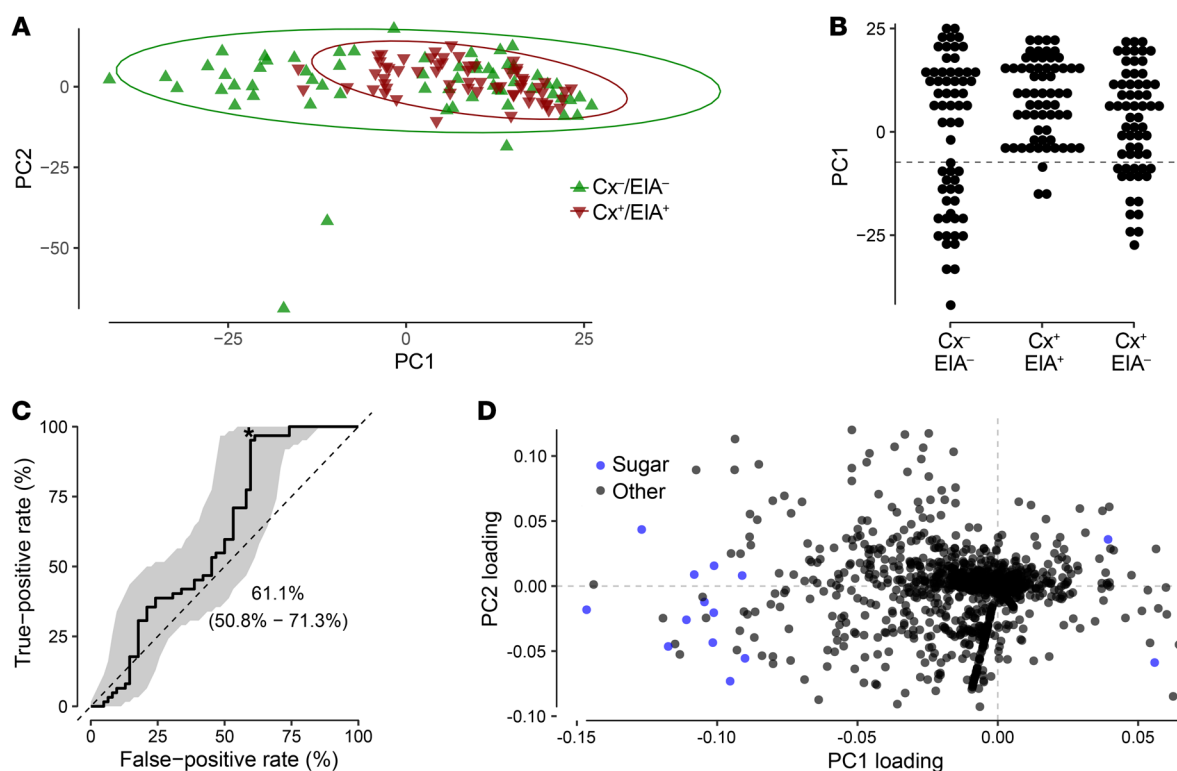 A
PC2
0
−25
−50
−25
0
25
PC1
Cx⁻/EIA⁻
Cx⁺/EIA⁺
B
PC1
25
0
−25
Cx⁻
EIA⁻
Cx⁺
EIA⁺
Cx⁺
EIA⁻
C
True−positive rate (%)
100
75
50
25
0
*
61.1%
(50.8% − 71.3%)
0
25
50
75
100
False−positive rate (%)
D
PC2 loading
0.10
0.05
0.00
-0.05
-0.10
Sugar
Other
-0.15
-0.10
-0.05
0.00
0.05
PC1 loading